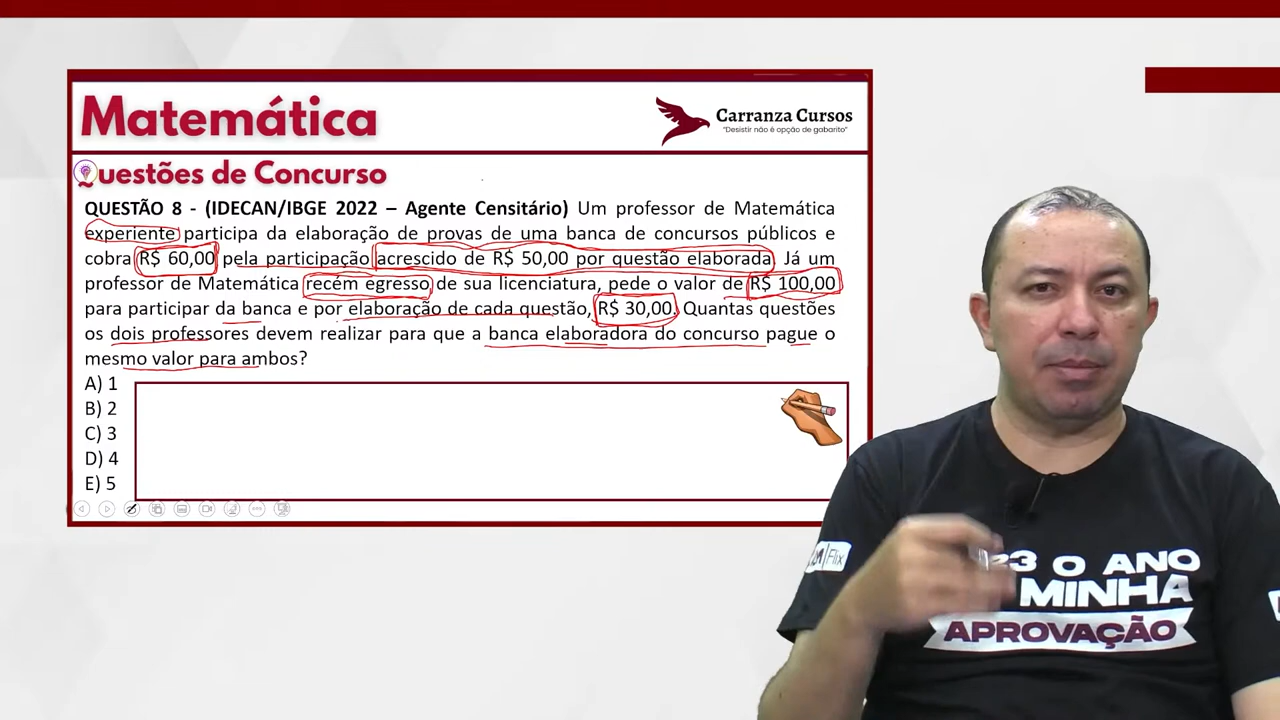 Matemática
Carranza Cursos
"Desistir não é opção de gabarito"
Questões de Concurso
QUESTÃO 8 - (IDECAN/IBGE 2022 – Agente Censitário) Um professor de Matemática
experiente participa da elaboração de provas de uma banca de concursos públicos e
cobra R$ 60,00 pela participação acrescido de R$ 50,00 por questão elaborada. Já um
professor de Matemática recém egresso de sua licenciatura, pede o valor de R$ 100,00
para participar da banca e por elaboração de cada questão, R$ 30,00. Quantas questões
os dois professores devem realizar para que a banca elaboradora do concurso pague o
mesmo valor para ambos?
A) 1
B) 2
C) 3
D) 4
E) 5
Flix
23 O ANO
MINHA
APROVAÇÃO